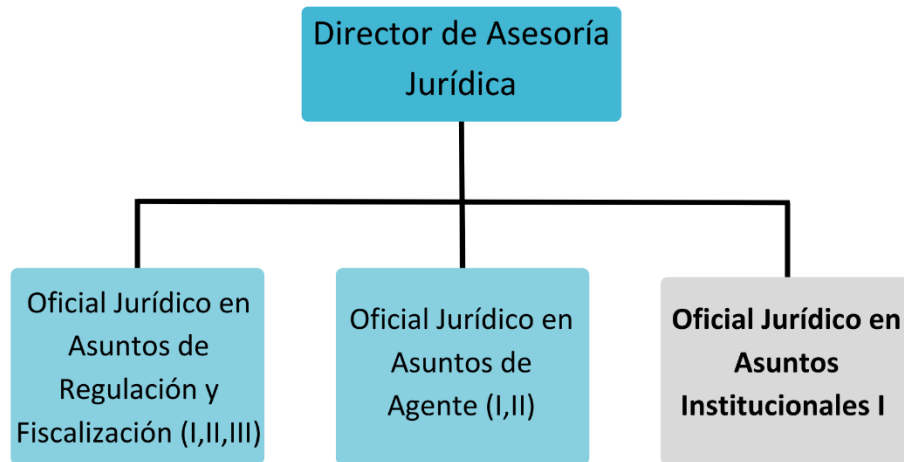 Director de Asesoría
Jurídica
Oficial Jurídico en
Asuntos de
Regulación y
Fiscalización (I,II,III)
Oficial Jurídico en
Asuntos de
Agente (I,II)
Oficial Jurídico en
Asuntos
Institucionales I